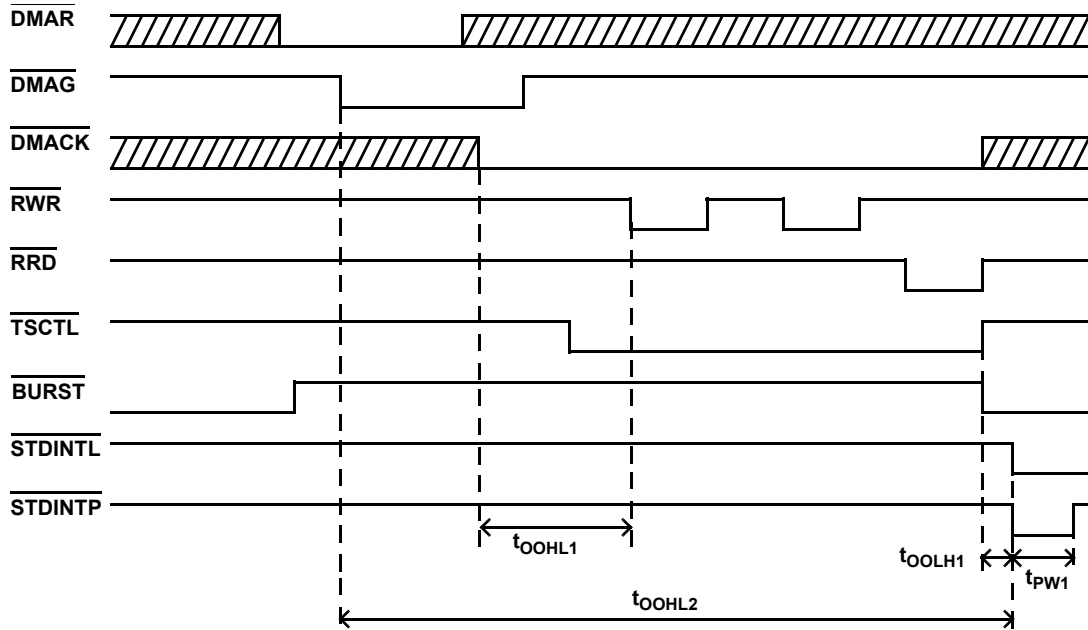 DMAR
DMAG
DMACK
RWR
RRD
TSCTL
BURST
STDINTL
STDINTP
tOOHL1
tOOLH1
tPW1
tOOHL2